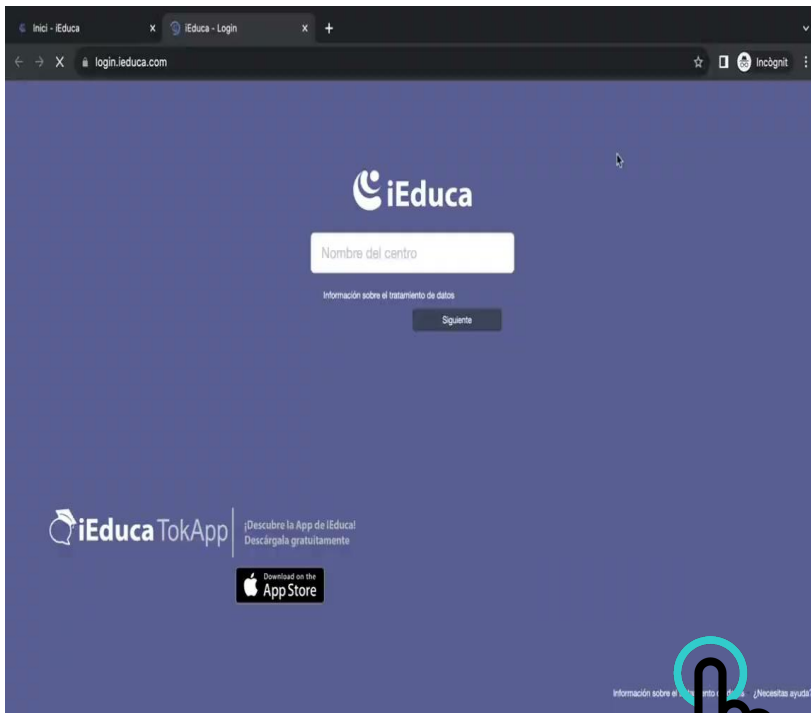 Inici - iEduca
iEduca - Login
login.ieduca.com
Incògnit
iEduca
Nombre del centro
Información sobre el tratamiento de datos
Siguiente
iEduca TokApp
¡Descubre la App de iEduca!
Descárgala gratuitamente
Download on the
App Store
Información sobre el ¿Necesitas ayuda?